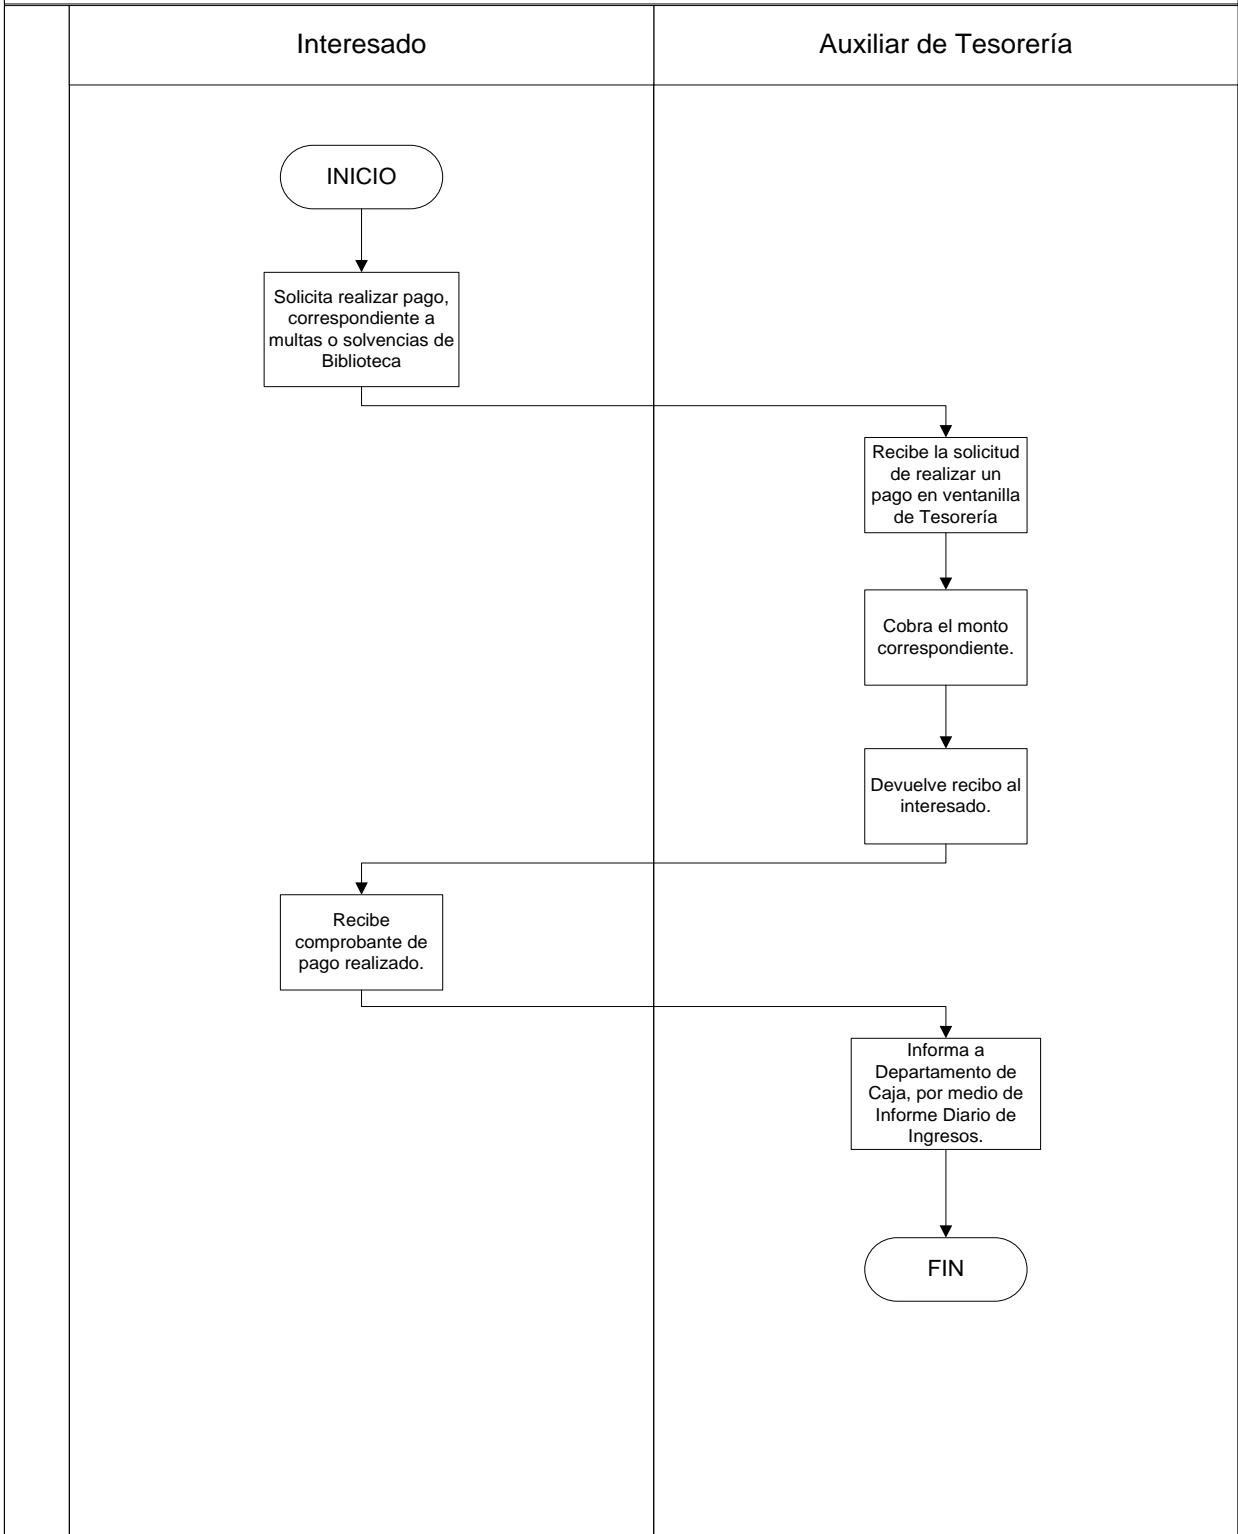 Interesado
Auxiliar de Tesorería
INICIO
Solicita realizar pago,
correspondiente a
multas o solvencias de
Biblioteca
Recibe la solicitud
de realizar un
pago en ventanilla
de Tesorería
Cobra el monto
correspondiente.
Devuelve recibo al
interesado.
Recibe
comprobante de
pago realizado.
Informa a
Departamento de
Caja, por medio de
Informe Diario de
Ingresos.
FIN